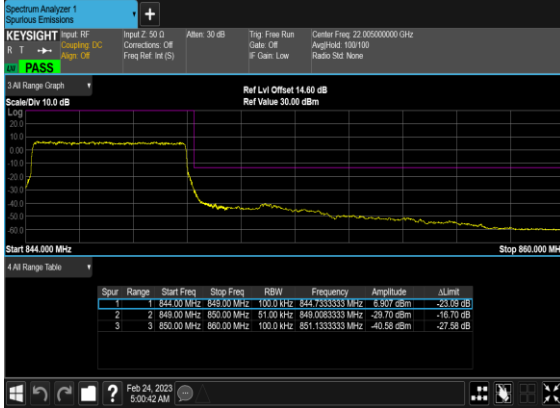 Spectrum Analyzer 1
Spurious Emissions
+
KEYSIGHT Input: RF Input Z: 50 Ω Atten: 30 dB Trig: Free Run Center Freq: 22.005000000 GHz
R T Coupling: DC Corrections: Off Gate: Off Avg|Hold: 100/100
Align: Off Freq Ref: Int (S) IF Gain: Low Radio Std: None
PASS
3 All Range Graph
Ref Lvl Offset 14.60 dB
Scale/Div 10.0 dB Ref Value 30.00 dBm
Log
20.0
10.0
0.00
-10.0
-20.0
-30.0
-40.0
-50.0
-60.0
Start 844.000 MHz Stop 860.000 MH
4 All Range Table
Spur Range Start Freq Stop Freq RBW Frequency Amplitude ΔLimit
1 1 844.00 MHz 849.00 MHz 100.0 kHz 844.7333333 MHz 6.907 dBm -23.09 dB
2 2 849.00 MHz 850.00 MHz 51.00 kHz 849.0083333 MHz -29.70 dBm -16.70 dB
3 3 850.00 MHz 860.00 MHz 100.0 kHz 851.1333333 MHz -40.58 dBm -27.58 dB
?
Feb 24, 2023
5:00:42 AM